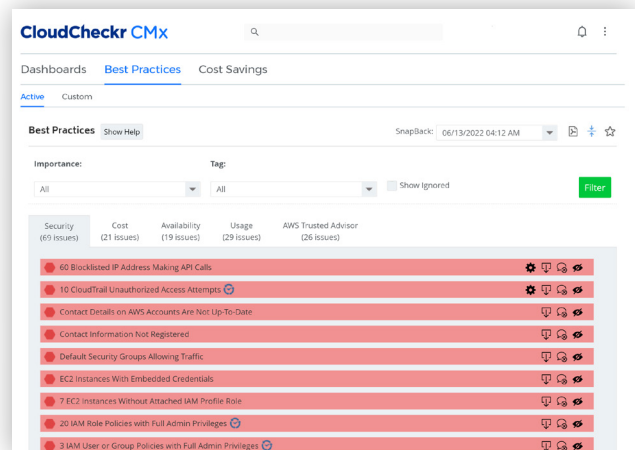 CloudCheckr CMx
Dashboards Best Practices Cost Savings
Active Custom
Best Practices Show Help SnapBack: 06/13/2022 04:12 AM
Importance: Tag:
All All Show Ignored Filter
Security Cost Availability Usage AWS Trusted Advisor
(69 issues) (21 issues) (19 issues) (29 issues) (26 issues)
60 Blocklisted IP Address Making API Calls
10 CloudTrail Unauthorized Access Attempts
Contact Details on AWS Accounts Are Not Up-To-Date
Contact Information Not Registered
Default Security Groups Allowing Traffic
EC2 Instances With Embedded Credentials
7 EC2 Instances Without Attached IAM Profile Role
20 IAM Role Policies with Full Admin Privileges
3 IAM User or Group Policies with Full Admin Privileges